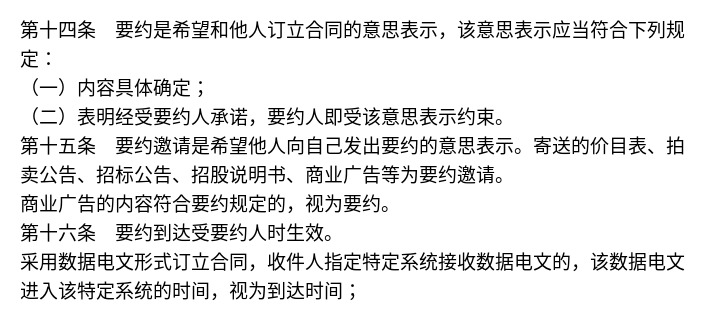 第十四条　要约是希望和他人订立合同的意思表示，该意思表示应当符合下列规
定：
（一）内容具体确定；
（二）表明经受要约人承诺，要约人即受该意思表示约束。
第十五条　要约邀请是希望他人向自己发出要约的意思表示。寄送的价目表、拍
卖公告、招标公告、招股说明书、商业广告等为要约邀请。
商业广告的内容符合要约规定的，视为要约。
第十六条　要约到达受要约人时生效。
采用数据电文形式订立合同，收件人指定特定系统接收数据电文的，该数据电文
进入该特定系统的时间，视为到达时间；